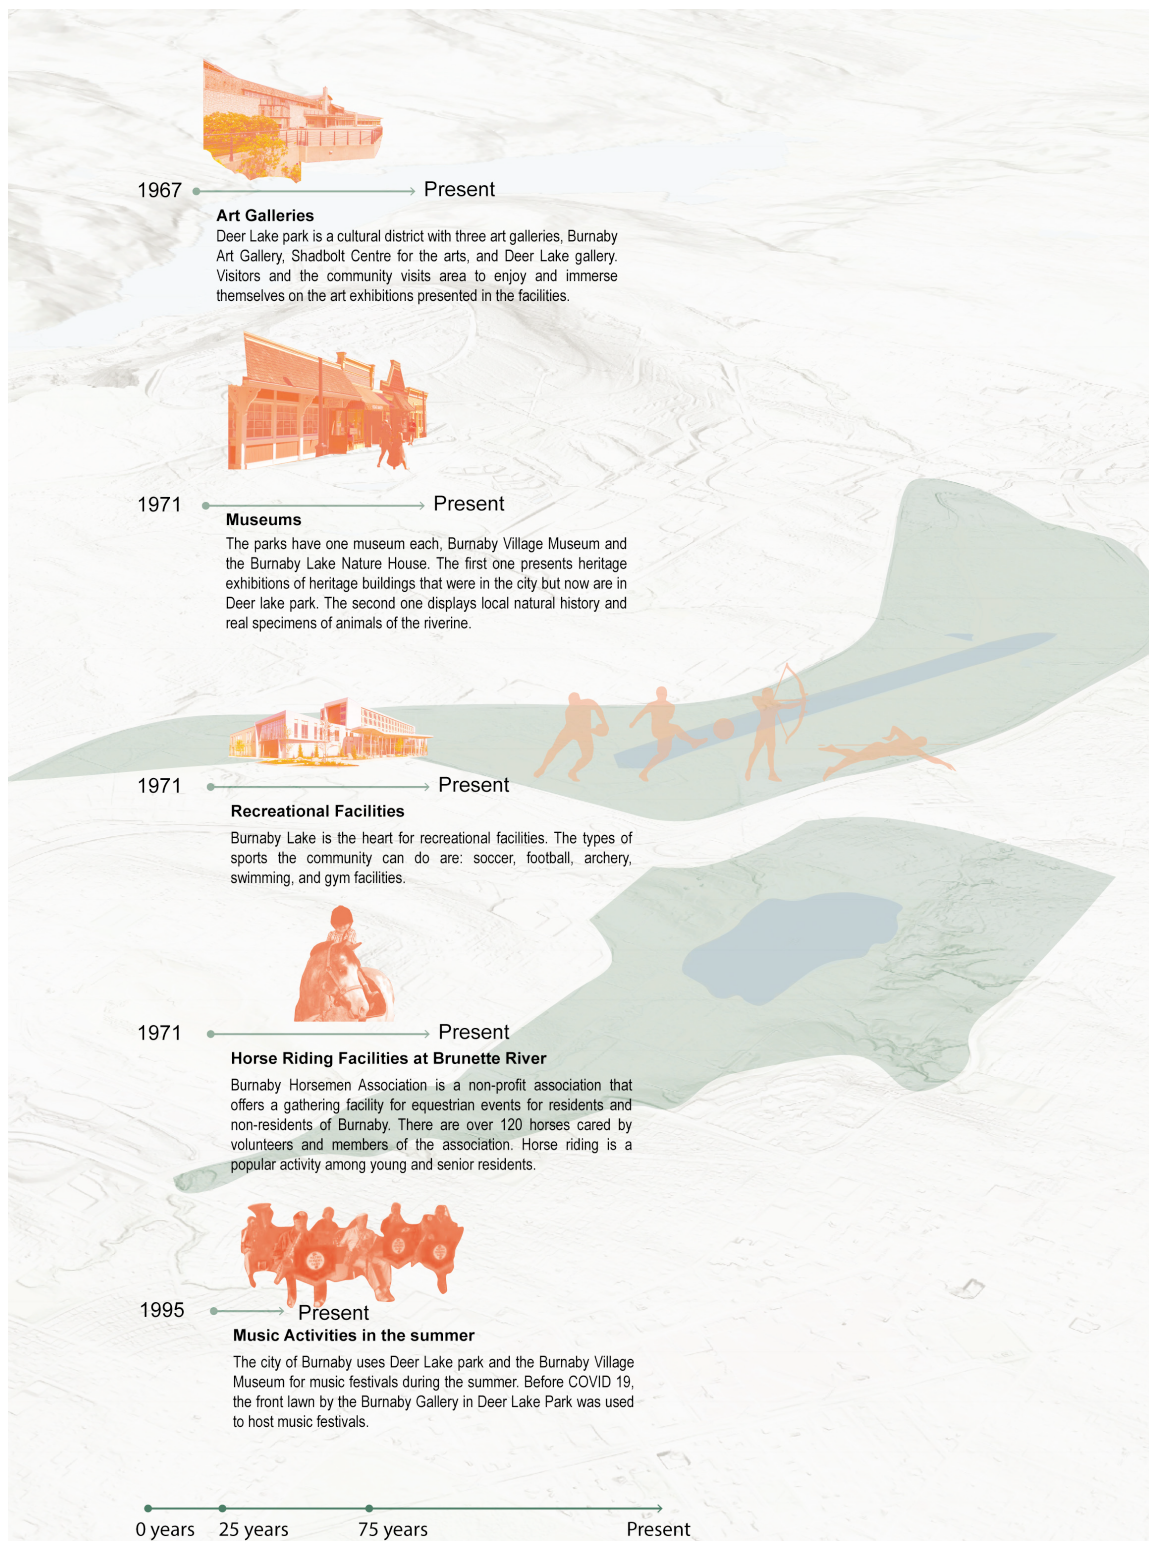 1967 Present
Art Galleries
Deer Lake park is a cultural district with three art galleries, Burnaby
Art Gallery, Shadbolt Centre for the arts, and Deer Lake gallery.
Visitors and the community visits area to enjoy and immerse
themselves on the art exhibitions presented in the facilities.
1971 Present
Museums
The parks have one museum each, Burnaby Village Museum and
the Burnaby Lake Nature House. The first one presents heritage
exhibitions of heritage buildings that were in the city but now are in
Deer lake park. The second one displays local natural history and
real specimens of animals of the riverine.
1971 Present
Recreational Facilities
Burnaby Lake is the heart for recreational facilities. The types of
sports the community can do are: soccer, football, archery,
swimming, and gym facilities.
1971 Present
Horse Riding Facilities at Brunette River
Burnaby Horsemen Association is a non-profit association that
offers a gathering facility for equestrian events for residents and
non-residents of Burnaby. There are over 120 horses cared by
volunteers and members of the association. Horse riding is a
popular activity among young and senior residents.
1995 Present
Music Activities in the summer
The city of Burnaby uses Deer Lake park and the Burnaby Village
Museum for music festivals during the summer. Before COVID 19,
the front lawn by the Burnaby Gallery in Deer Lake Park was used
to host music festivals.
0 years 25 years 75 years Present